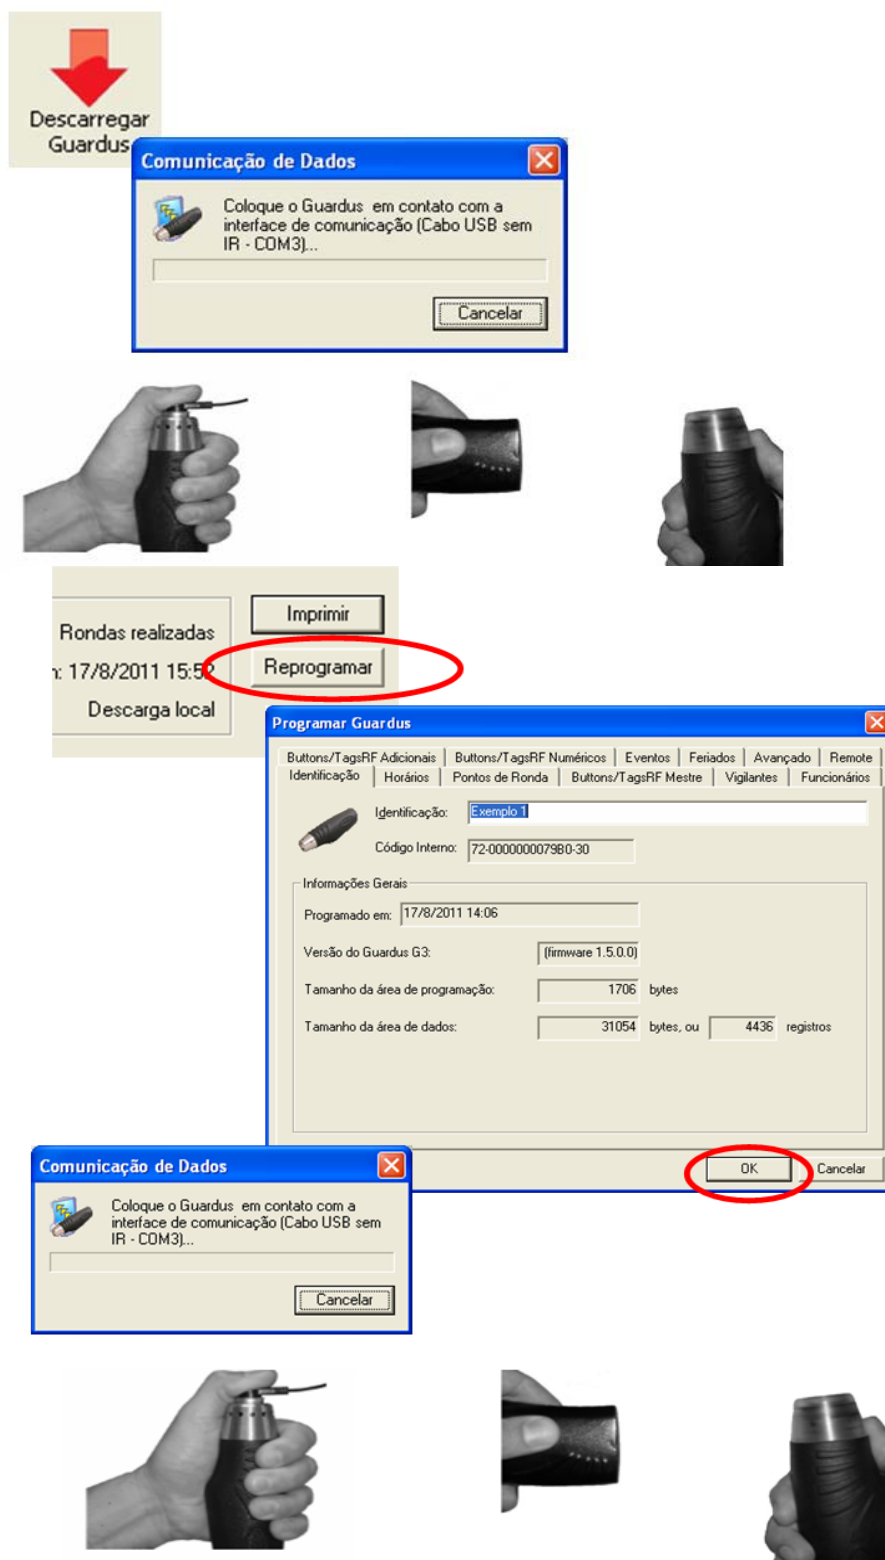 Descarregar
Guardus
Comunicação de Dados
Coloque o Guardus em contato com a
interface de comunicação (Cabo USB sem
IR - COM3)...
Cancelar
Imprimir
Rondas realizadas
17/8/2011 15:52
Reprogramar
Descarga local
Programar Guardus
Buttons/TagsRF Adicionais Buttons/TagsRF Numéricos Eventos Feriados Avançado Remote
Identificação Horários Pontos de Ronda Buttons/TagsRF Mestre Vigilantes Funcionários
Identificação: Exemplo 1
Código Interno: 72-0000000079B0-30
Informações Gerais
Programado em: 17/8/2011 14:06
Versão do Guardus G3: (firmware 1.5.0.0)
Tamanho da área de programação: 1706 bytes
Tamanho da área de dados: 31054 bytes, ou 4436 registros
OK Cancelar
Comunicação de Dados
Coloque o Guardus em contato com a
interface de comunicação (Cabo USB sem
IR - COM3)...
Cancelar